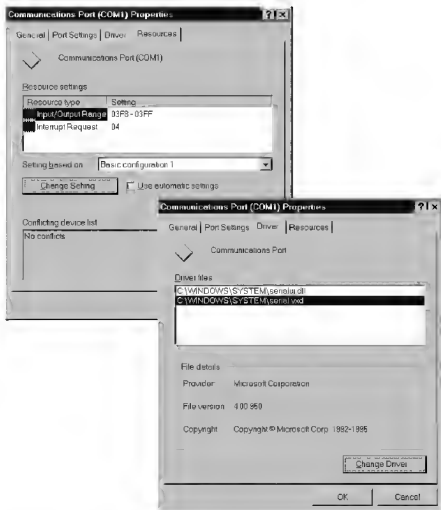 Communications Port (COM1) Properties ? X
General Port Settings Driver Resources
Communications Port (COM1)
Resource settings
Resource type Setting
Input/Output Range 03F8 - 03FF
Interrupt Request 04
Setting based on: Basic configuration 1
Change Setting Use automatic settings
Conflicting device list
No conflicts
Communications Port (COM1) Properties ? X
General Port Settings Driver Resources
Communications Port
Driver files
C:\WINDOWS\SYSTEM\serialui.dll
C:\WINDOWS\SYSTEM\serial.vxd
File details
Provider Microsoft Corporation
File version 4.00.950
Copyright Copyright © Microsoft Corp. 1992-1995
Change Driver
OK Cancel